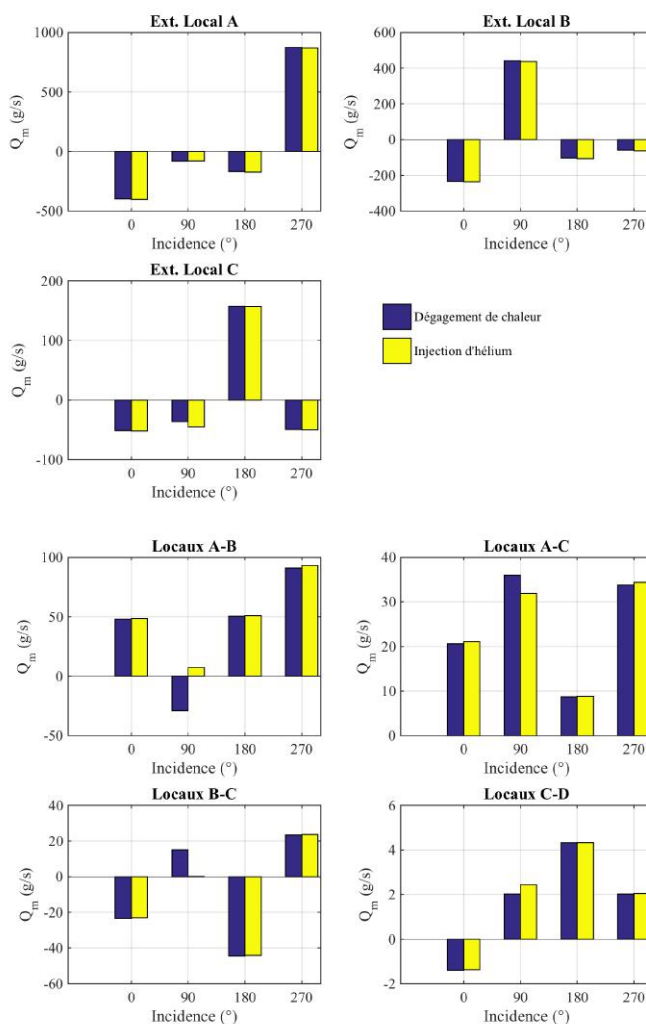 Ext. Local A
1000
500
0
-500
Q_m (g/s)
0 90 180 270
Incidence (°)
Ext. Local B
600
400
200
0
-200
-400
Q_m (g/s)
0 90 180 270
Incidence (°)
Ext. Local C
200
100
0
-100
Q_m (g/s)
0 90 180 270
Incidence (°)
Dégagement de chaleur
Injection d'hélium
Locaux A-B
100
50
0
-50
Q_m (g/s)
0 90 180 270
Incidence (°)
Locaux A-C
40
30
20
10
0
Q_m (g/s)
0 90 180 270
Incidence (°)
Locaux B-C
40
20
0
-20
-40
-60
Q_m (g/s)
0 90 180 270
Incidence (°)
Locaux C-D
6
4
2
0
-2
Q_m (g/s)
0 90 180 270
Incidence (°)